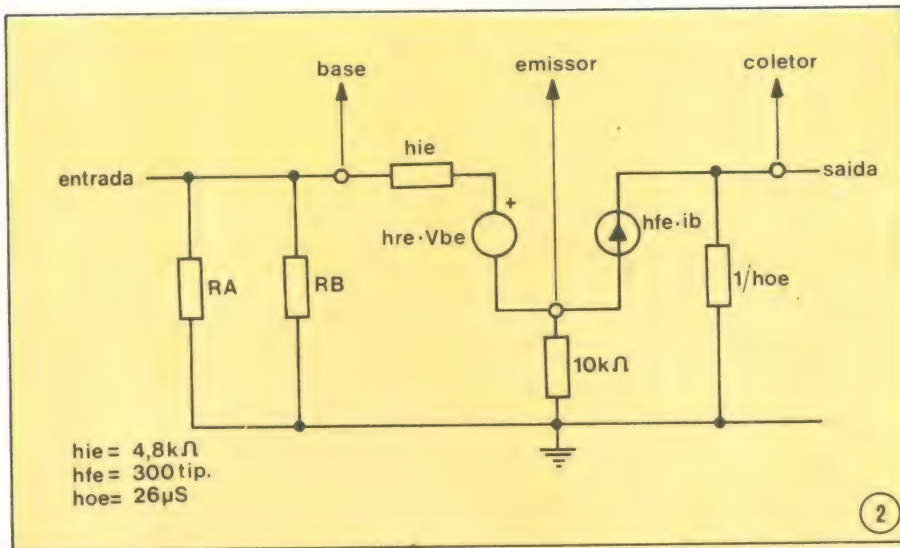 base
emissor
coletor
hie
entrada
saída
+
hre·Vbe
hfe·ib
RA
RB
1/hoe
10kΩ
hie= 4,8kΩ
hfe= 300 tip.
hoe= 26µS
2